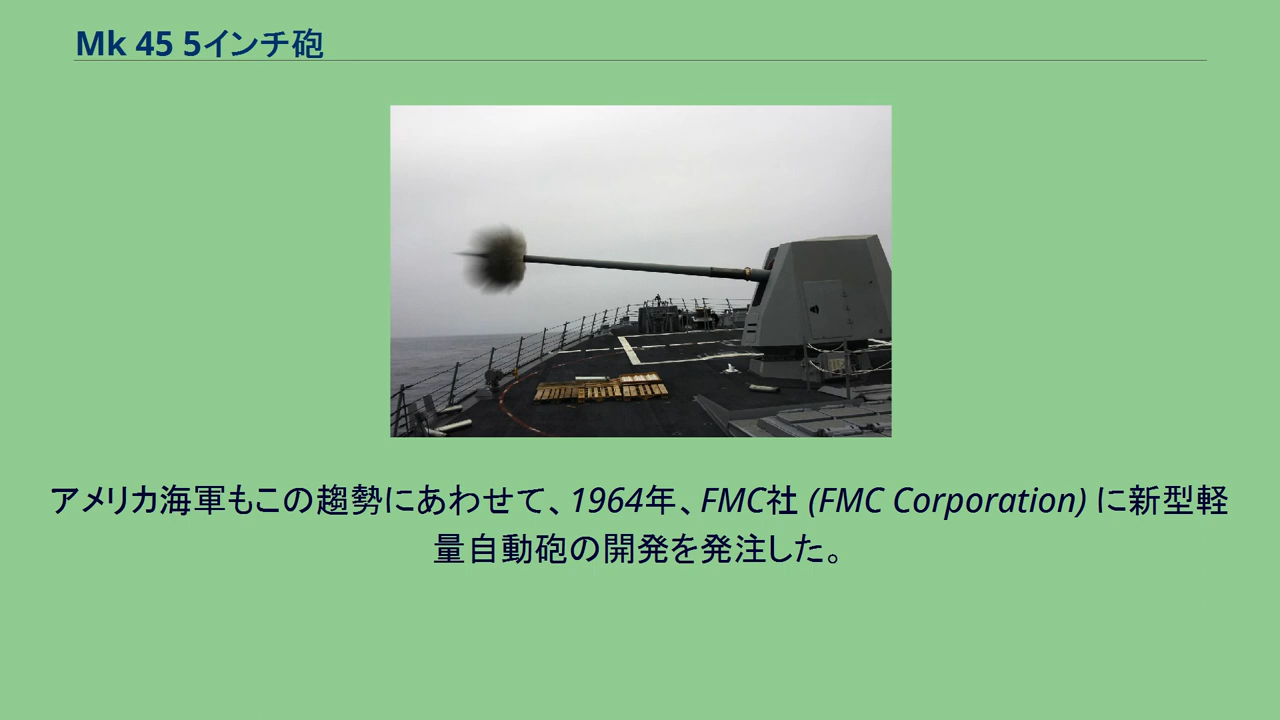 Mk 45 5インチ砲
アメリカ海軍もこの趨勢にあわせて、1964年、FMC社 (FMC Corporation) に新型軽
量自動砲の開発を発注した。